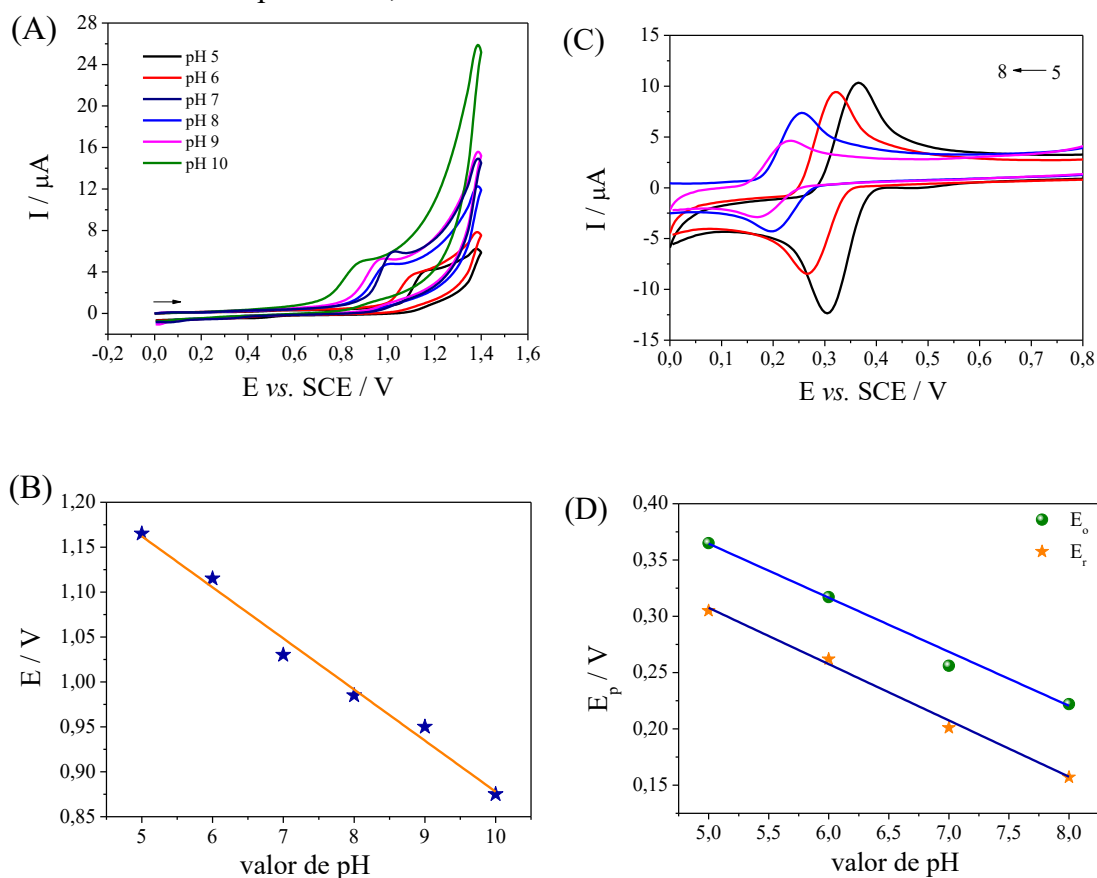 (A)
28
24
20
16
12
8
4
0
I / μA
pH 5
pH 6
pH 7
pH 8
pH 9
pH 10
-0,2 0,0 0,2 0,4 0,6 0,8 1,0 1,2 1,4 1,6
E vs. SCE / V
(C)
15
10
5
0
-5
-10
-15
I / μA
8 ← 5
0,0 0,1 0,2 0,3 0,4 0,5 0,6 0,7 0,8
E vs. SCE / V
(B)
1,20
1,15
1,10
1,05
1,00
0,95
0,90
0,85
E / V
5 6 7 8 9 10
valor de pH
(D)
0,40
0,35
0,30
0,25
0,20
0,15
E_p / V
E_o
E_r
5,0 5,5 6,0 6,5 7,0 7,5 8,0
valor de pH